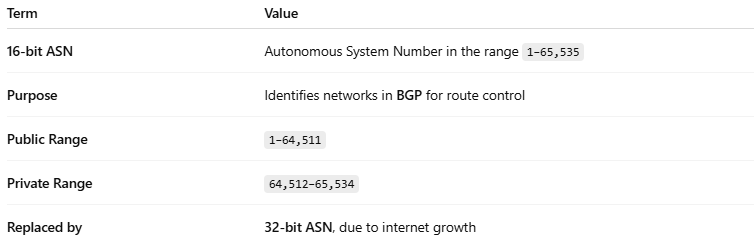 Term Value
16-bit ASN Autonomous System Number in the range 1–65,535
Purpose Identifies networks in BGP for route control
Public Range 1–64,511
Private Range 64,512–65,534
Replaced by 32-bit ASN, due to internet growth